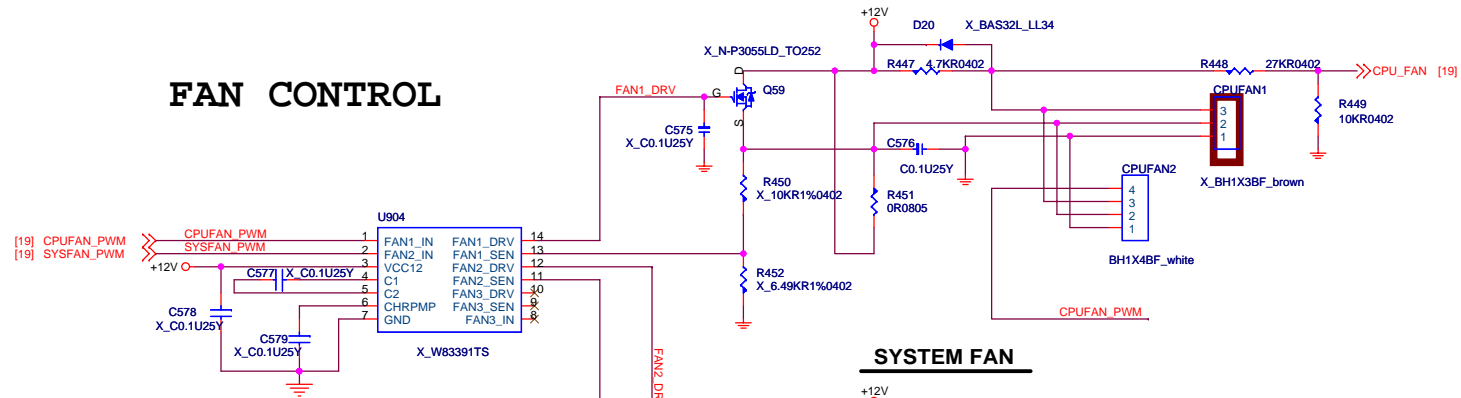 +12V
D20 X_BAS32L_LL34
X_N-P3055LD_TO252
R447 4.7KR0402
R448 27KR0402
CPU_FAN [19]
FAN CONTROL
D
FAN1_DRV
G
Q59
S
CPUFAN1
3
2
1
R449
10KR0402
C575
X_C0.1U25Y
C576
C0.1U25Y
X_BH1X3BF_brown
CPUFAN2
4
3
2
1
BH1X4BF_white
R450
X_10KR1%0402
R451
0R0805
U904
[19] CPUFAN_PWM
CPUFAN_PWM
1 FAN1_IN FAN1_DRV 14
[19] SYSFAN_PWM
SYSFAN_PWM
2 FAN2_IN FAN1_SEN 13
+12V
3 VCC12 FAN2_DRV 12
C577 X_C0.1U25Y
4 C1 FAN2_SEN 11
5 C2 FAN3_DRV 10
6 CHRPMP FAN3_SEN 9
7 GND FAN3_IN 8
R452
X_6.49KR1%0402
C578
X_C0.1U25Y
C579
X_C0.1U25Y
X_W83391TS
CPUFAN_PWM
SYSTEM FAN
+12V